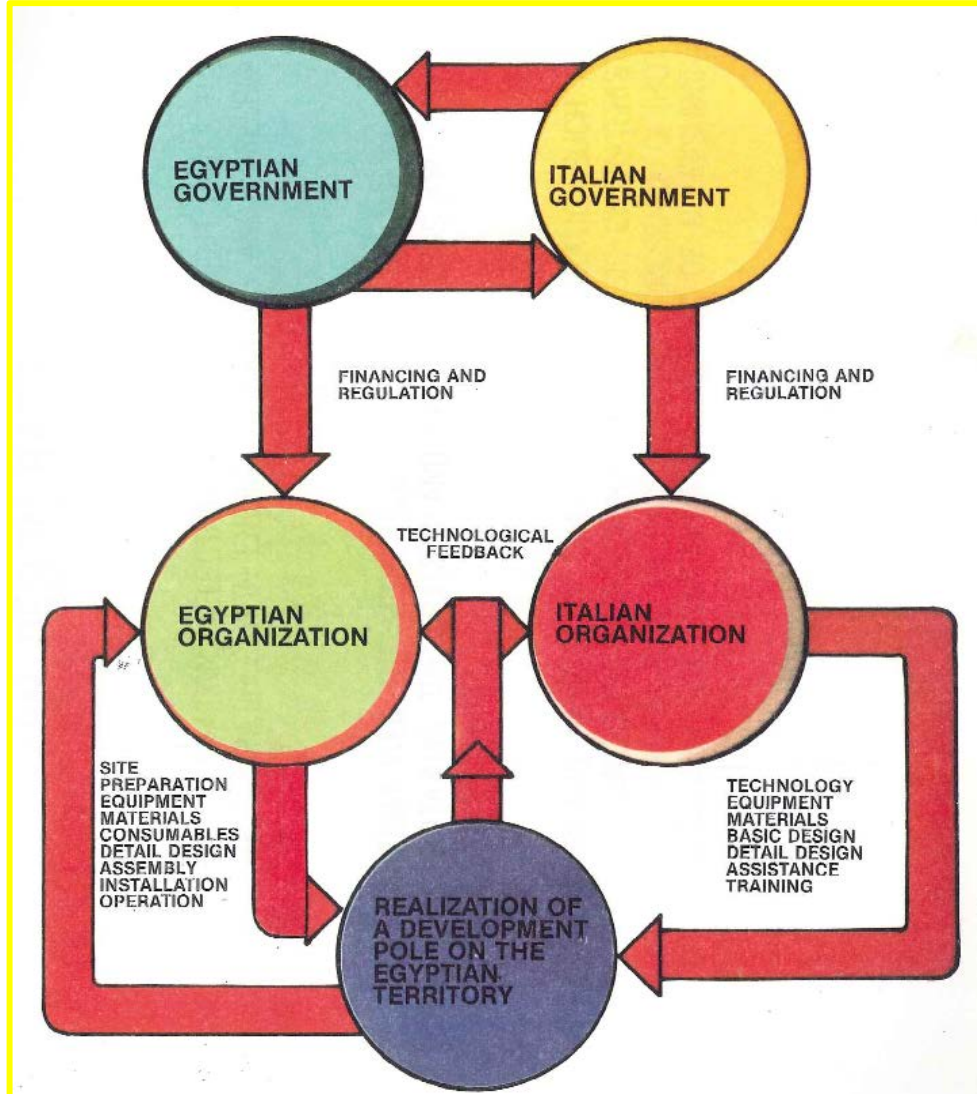 EGYPTIAN
GOVERNMENT
ITALIAN
GOVERNMENT
FINANCING AND
REGULATION
FINANCING AND
REGULATION
TECHNOLOGICAL
FEEDBACK
EGYPTIAN
ORGANIZATION
ITALIAN
ORGANIZATION
SITE
PREPARATION
EQUIPMENT
MATERIALS
CONSUMABLES
DETAIL DESIGN
ASSEMBLY
INSTALLATION
OPERATION
TECHNOLOGY
EQUIPMENT
MATERIALS
BASIC DESIGN
DETAIL DESIGN
ASSISTANCE
TRAINING
REALIZATION OF
A DEVELOPMENT
POLE ON THE
EGYPTIAN
TERRITORY